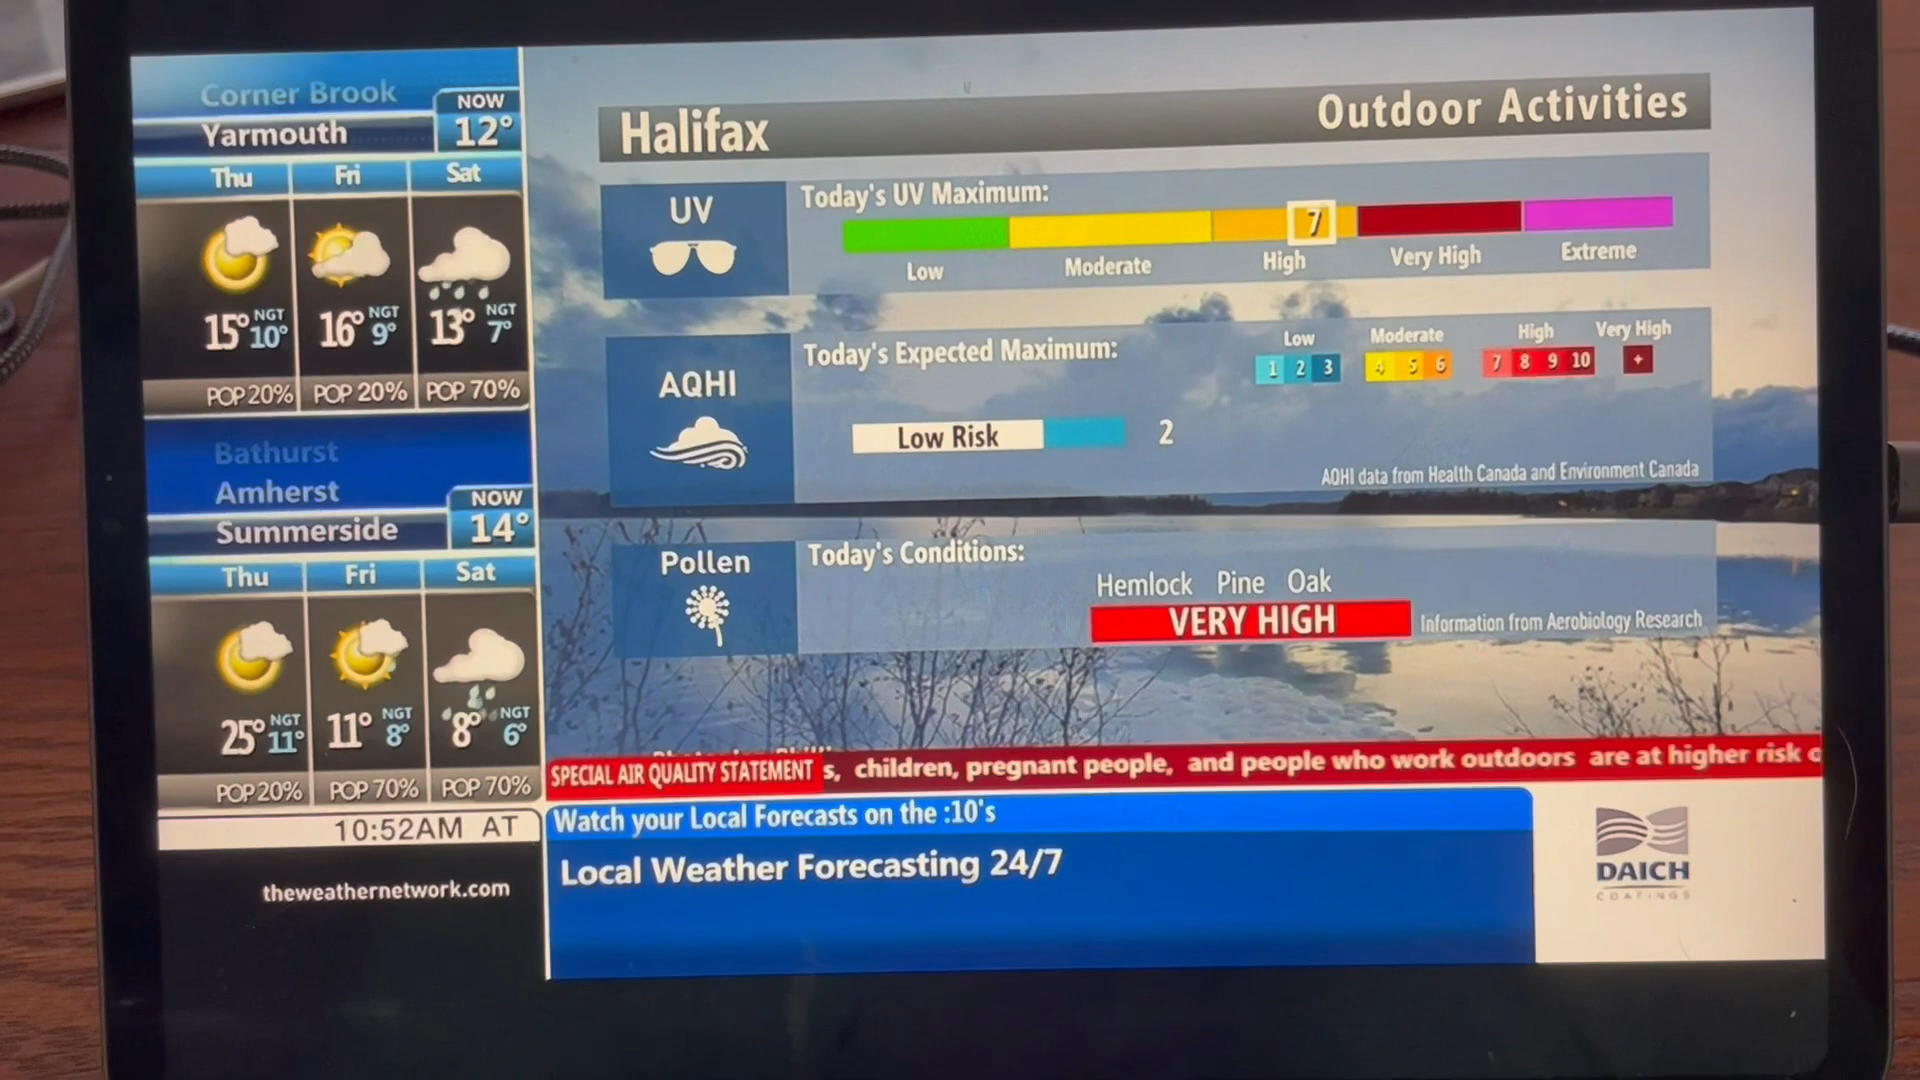 Corner Brook
Yarmouth
NOW
12°
Thu Fri Sat
15° NGT 10° 16° NGT 9° 13° NGT 7°
POP 20% POP 20% POP 70%
Bathurst
Amherst
Summerside
NOW
14°
Thu Fri Sat
25° NGT 11° 11° NGT 8° 8° NGT 6°
POP 20% POP 70% POP 70%
10:52AM AT
theweathernetwork.com
Halifax
Outdoor Activities
UV
Today's UV Maximum:
7
Low Moderate High Very High Extreme
AQHI
Today's Expected Maximum:
Low Moderate High Very High
1 2 3 4 5 6 7 8 9 10 +
Low Risk 2
AQHI data from Health Canada and Environment Canada
Pollen
Today's Conditions:
Hemlock Pine Oak
VERY HIGH
Information from Aerobiology Research
SPECIAL AIR QUALITY STATEMENT s, children, pregnant people, and people who work outdoors are at higher risk
Watch your Local Forecasts on the :10's
Local Weather Forecasting 24/7
DAICH
COATINGS